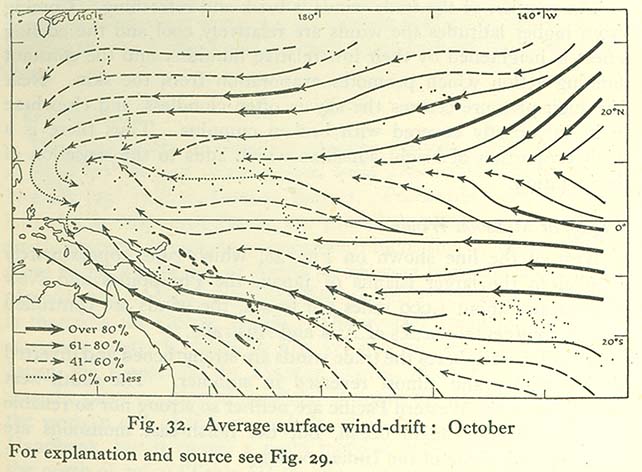 180°
140°W
20°N
0°
20°S
Over 80%
61-80%
41-60%
40% or less
Fig. 32. Average surface wind-drift : October
For explanation and source see Fig. 29.